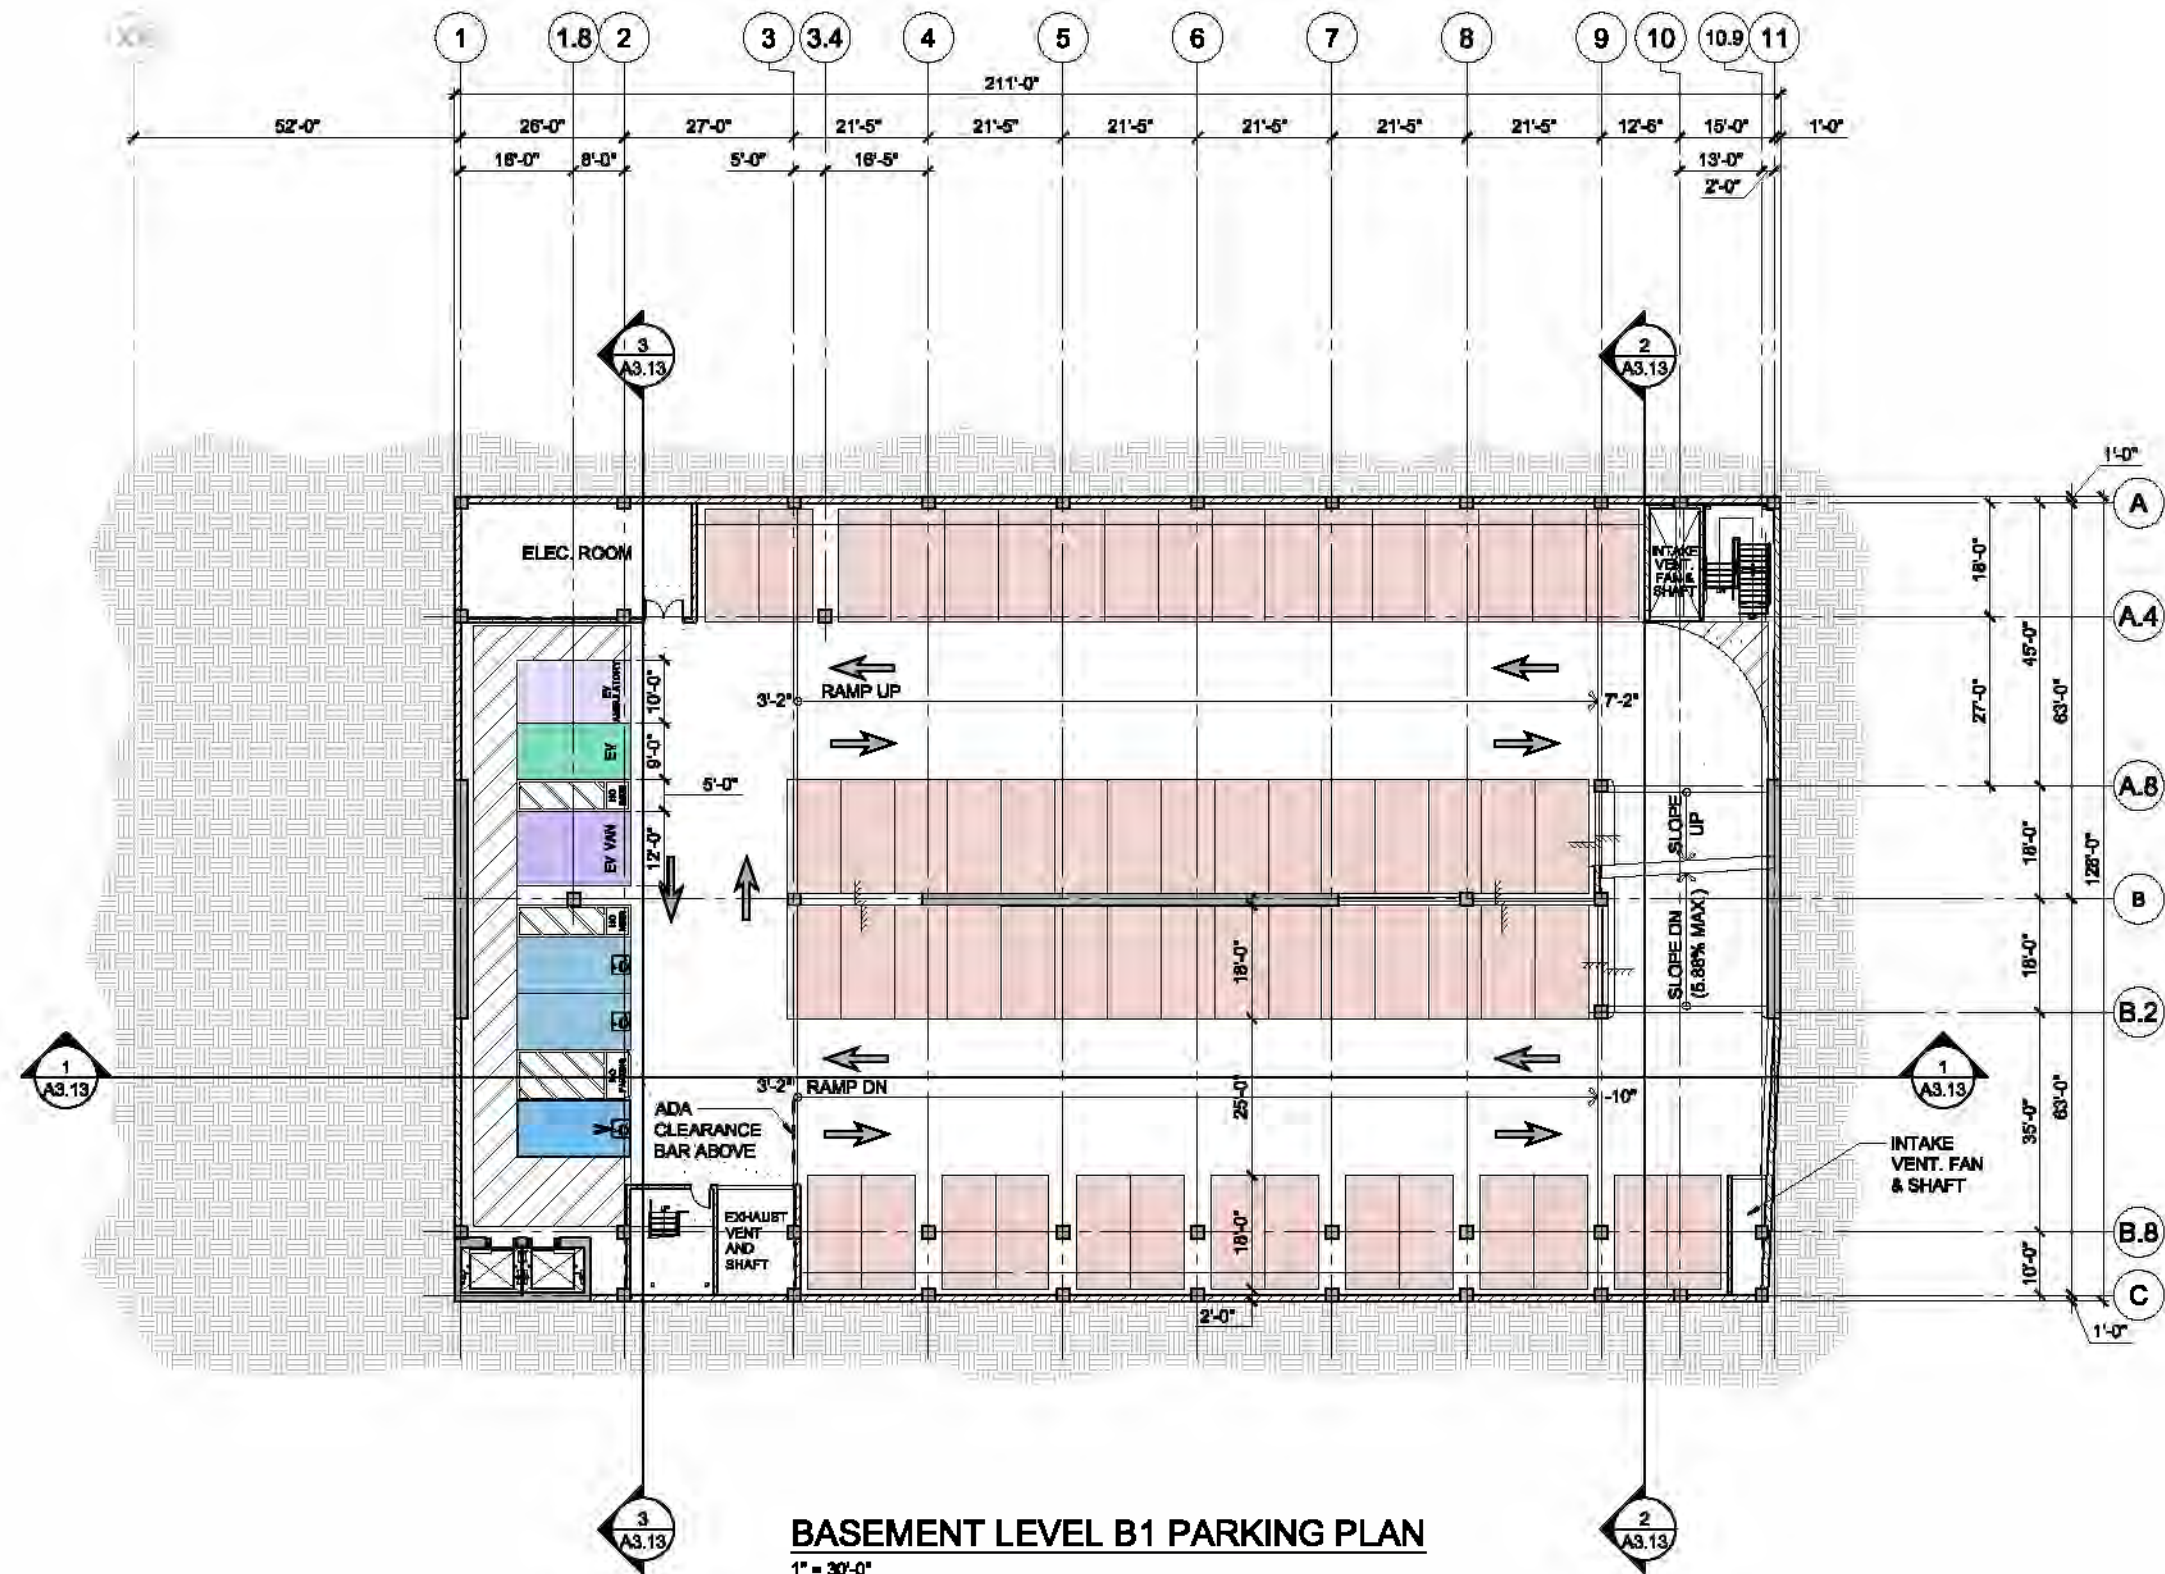 1 1.8 2 3 3.4 4 5 6 7 8 9 10 10.9 11
211'-0"
52'-0" 26'-0" 27'-0" 21'-5" 21'-5" 21'-5" 21'-5" 21'-5" 21'-5" 12'-6" 15'-0" 1'-0"
18'-0" 8'-0" 5'-0" 16'-5" 13'-0"
2'-0"
3
A3.13
2
A3.13
1'-0"
A
ELEC. ROOM
INTAKE
VENT.
FAN &
SHAFT
18'-0"
A.4
45'-0"
EV
AMBULATORY
10'-0"
RAMP UP
3'-2"
7'-2"
27'-0"
63'-0"
EV
9'-0"
5'-0"
A.8
EV VAN
12'-0"
SLOPE
UP
18'-0"
128'-0"
B
SLOPE DN
(5.88% MAX)
18'-0"
18'-0"
B.2
1
A3.13
NO
PARKING
3'-2"
RAMP DN
-10"
25'-0"
35'-0"
63'-0"
1
A3.13
ADA
CLEARANCE
BAR ABOVE
INTAKE
VENT. FAN
& SHAFT
EXHAUST
VENT
AND
SHAFT
18'-0"
B.8
10'-0"
C
2'-0"
1'-0"
3
A3.13
2
A3.13
BASEMENT LEVEL B1 PARKING PLAN
1" = 30'-0"